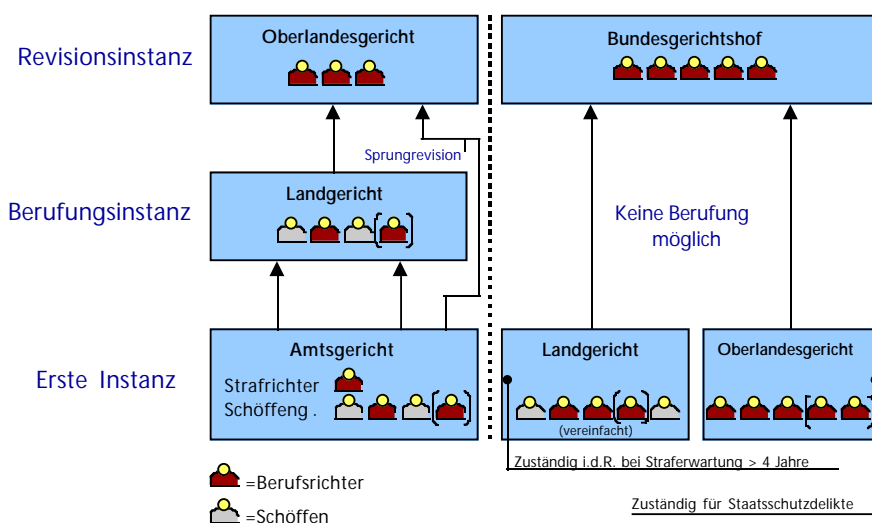 Revisionsinstanz
Oberlandesgericht
Bundesgerichtshof
Sprungrevision
Berufungsinstanz
Landgericht
Keine Berufung
möglich
Erste Instanz
Amtsgericht
Strafrichter
Schöffeng .
Landgericht
(vereinfacht)
Oberlandesgericht
Zuständig i.d.R. bei Straferwartung > 4 Jahre
Zuständig für Staatsschutzdelikte
=Berufsrichter
=Schöffen